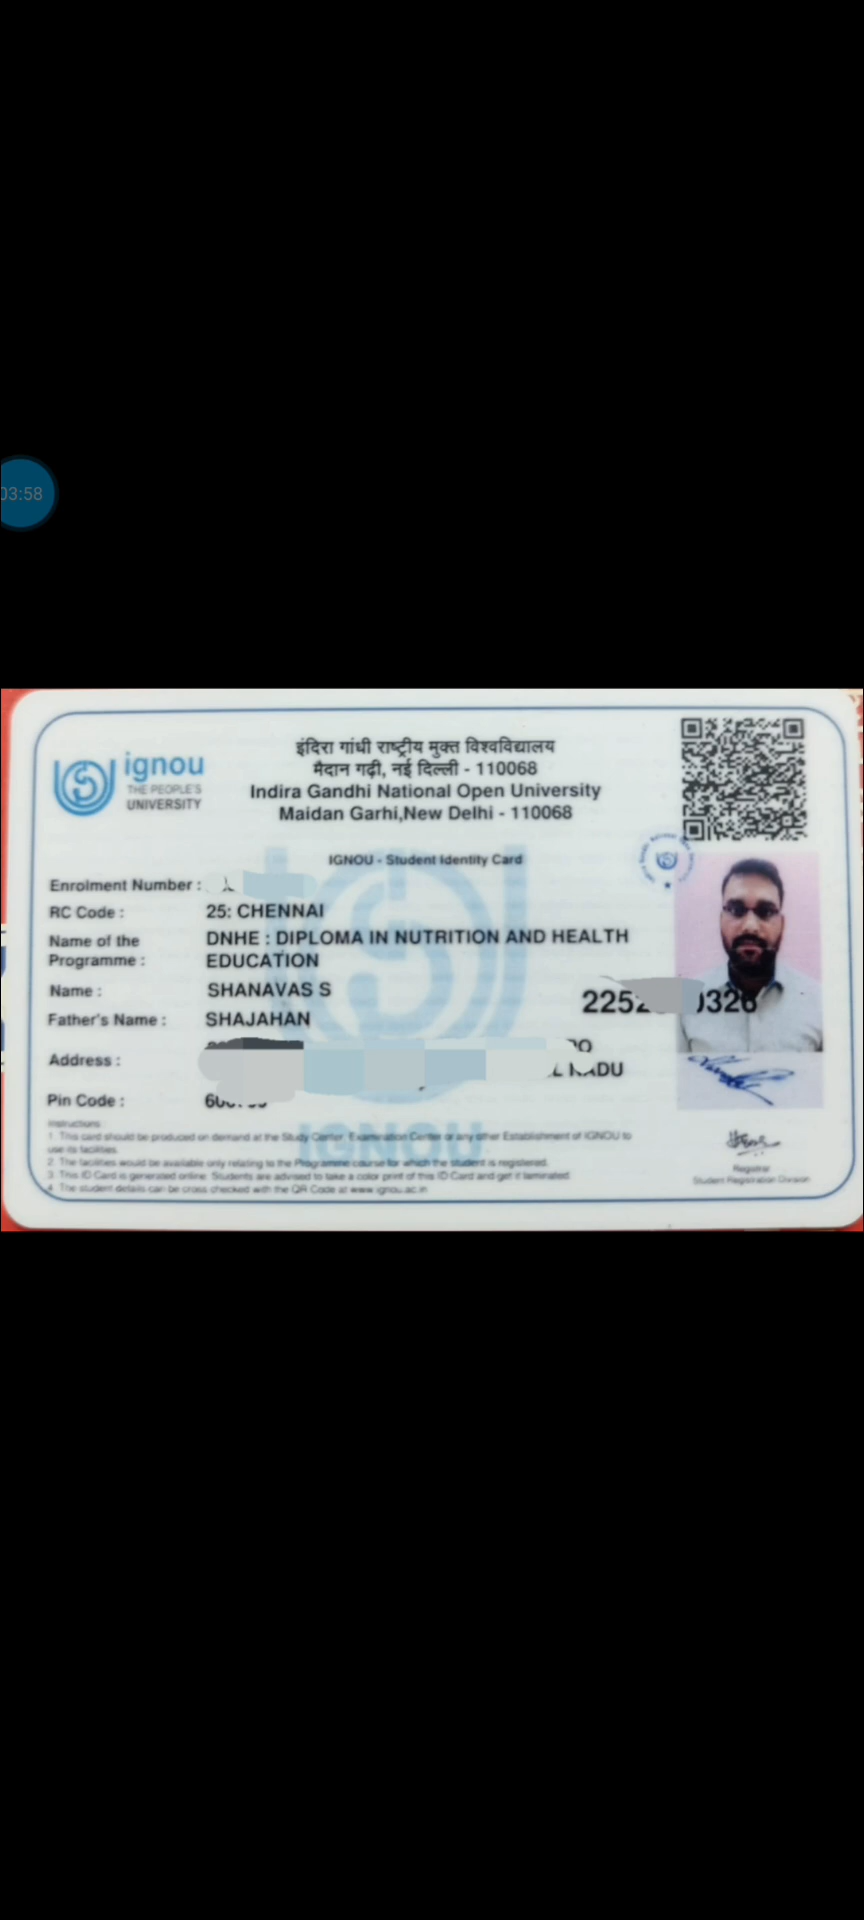 03:58
ignou
THE PEOPLE'S
UNIVERSITY
इंदिरा गांधी राष्ट्रीय मुक्त विश्वविद्यालय
मैदान गढ़ी, नई दिल्ली - 110068
Indira Gandhi National Open University
Maidan Garhi,New Delhi - 110068
IGNOU - Student Identity Card
Enrolment Number :
RC Code : 25: CHENNAI
Name of the Programme : DNHE : DIPLOMA IN NUTRITION AND HEALTH
EDUCATION
Name : SHANAVAS S
Father's Name : SHAJAHAN
Address :
Pin Code :
IGNOU
Instructions
1 This card should be produced on demand at the Study Center, Examination Center or any other Establishment of IGNOU to
use its facilities.
2. The facilities would be available only relating to the Programme course for which the student is registered.
3. This ID Card is generated online. Students are advised to take a color print of this ID Card and get it laminated
4. The student details can be cross checked with the QR Code at www.ignou.ac.in
Registrar
Student Registration Division